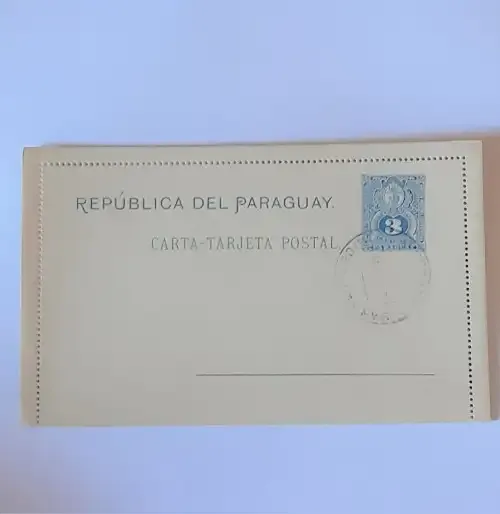 REPÚBLICA DEL PARAGUAY.
CARTA-TARJETA POSTAL
3